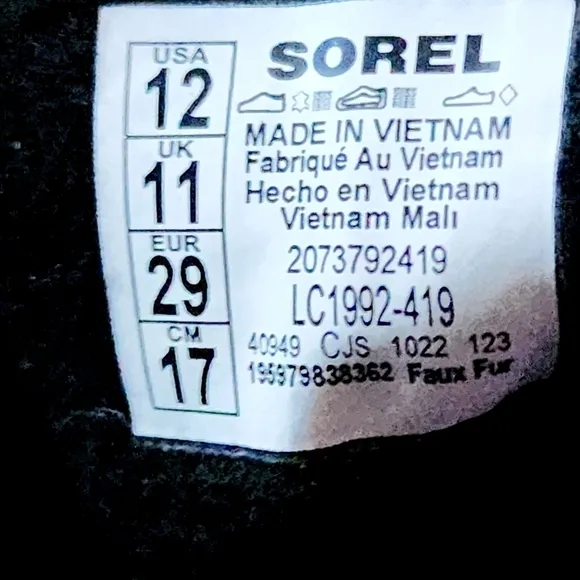 USA
12
UK
11
EUR
29
CM
17
SOREL
MADE IN VIETNAM
Fabriqué Au Vietnam
Hecho en Vietnam
Vietnam Malı
2073792419
LC1992-419
40949 CJS 1022 123
195979838362 Faux Fur